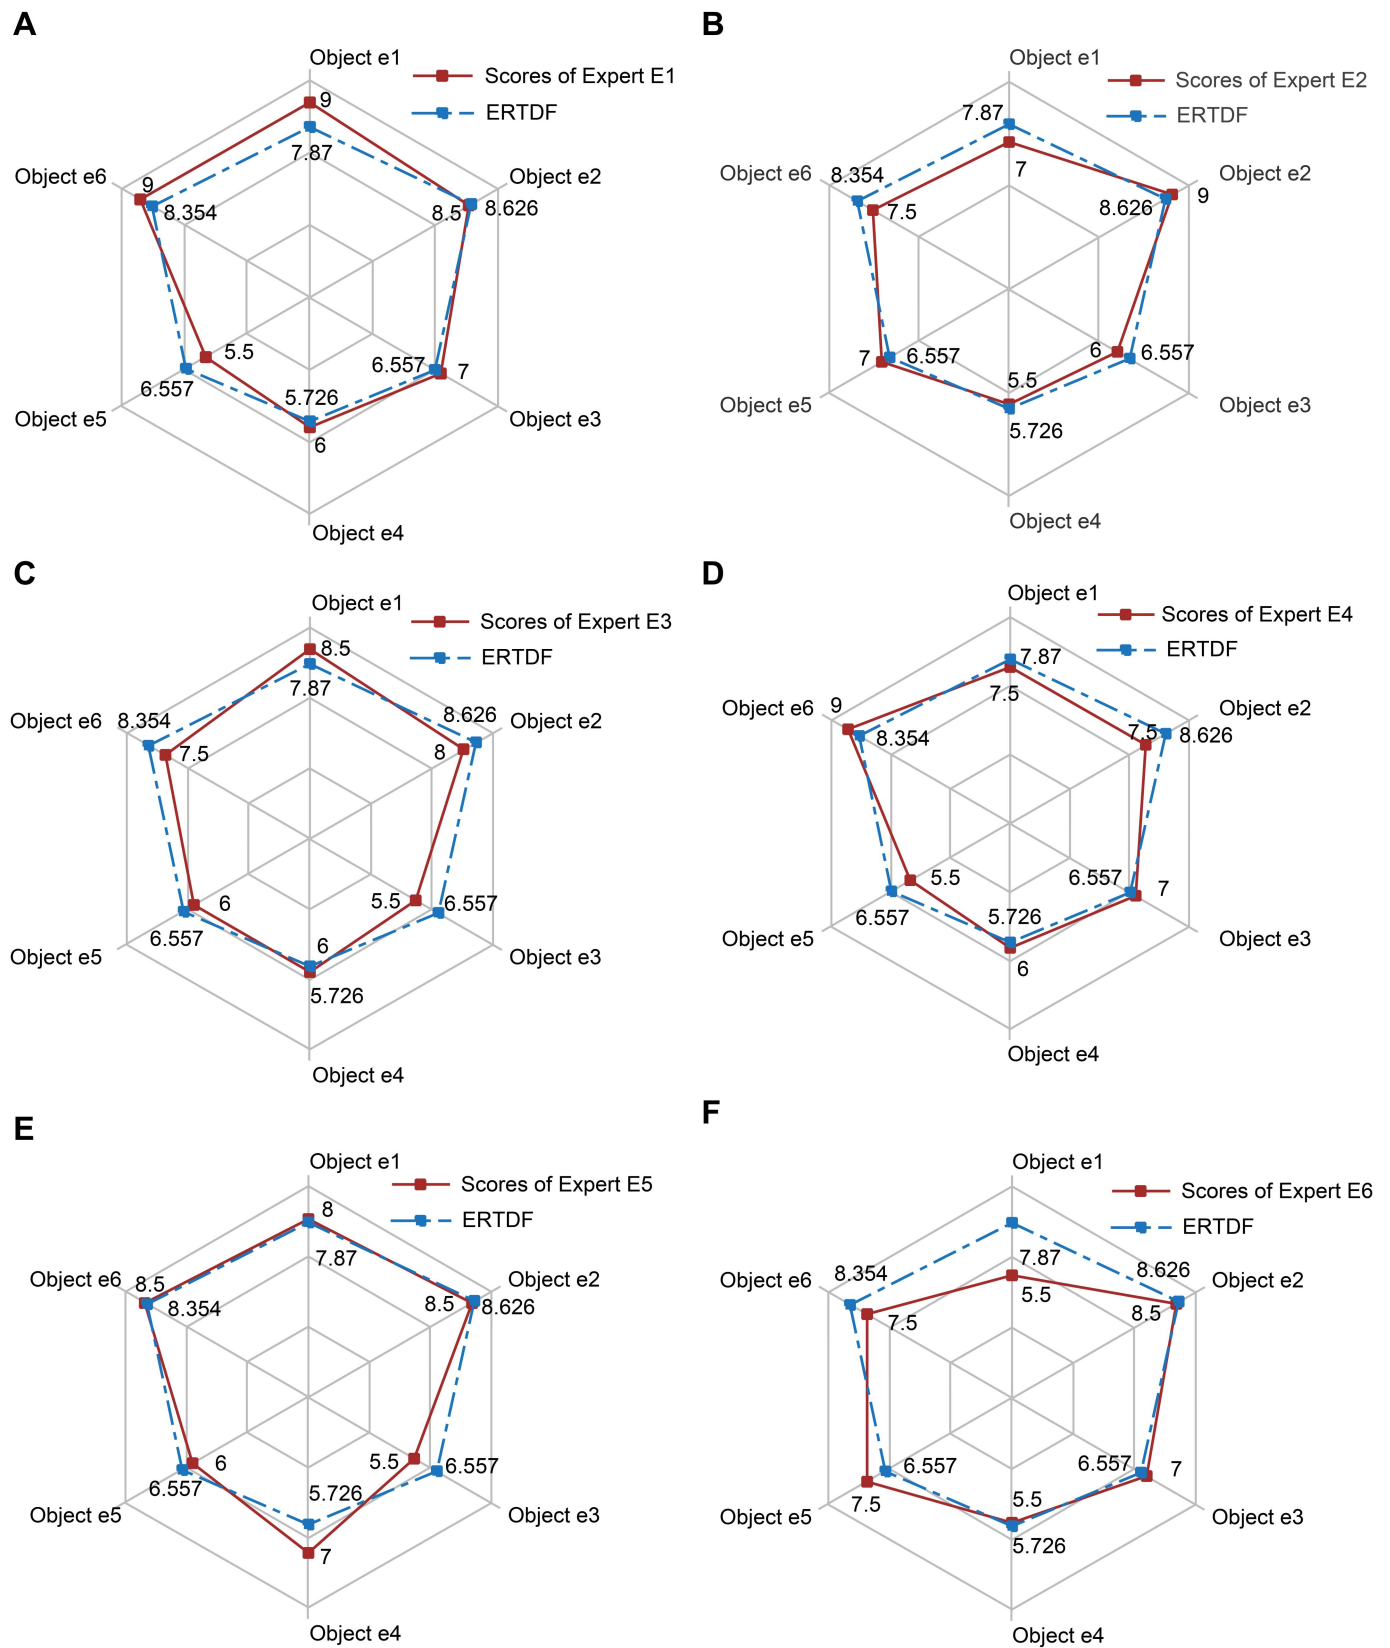 A
B
Object e1
Scores of Expert E1
ERTDF
9
7.87
Object e6
9
8.354
Object e2
8.5
8.626
5.5
6.557
Object e5
5.726
6
6.557
7
Object e3
Object e4
Object e1
Scores of Expert E2
ERTDF
7.87
7
Object e6
8.354
7.5
Object e2
8.626
9
7
6.557
Object e5
5.5
5.726
6
6.557
Object e3
Object e4
C
D
Object e1
Scores of Expert E3
ERTDF
8.5
7.87
Object e6
8.354
7.5
8.626
Object e2
8
6
6.557
Object e5
6
5.726
5.5
6.557
Object e3
Object e4
Object e1
Scores of Expert E4
ERTDF
7.87
7.5
Object e6
9
8.354
Object e2
7.5
8.626
5.5
6.557
Object e5
5.726
6
6.557
7
Object e3
Object e4
E
F
Object e1
Scores of Expert E5
ERTDF
8
7.87
Object e6
8.5
8.354
Object e2
8.5
8.626
6
6.557
Object e5
5.726
7
5.5
6.557
Object e3
Object e4
Object e1
Scores of Expert E6
ERTDF
7.87
5.5
Object e6
8.354
7.5
8.626
Object e2
8.5
6.557
7.5
Object e5
5.5
5.726
6.557
7
Object e3
Object e4